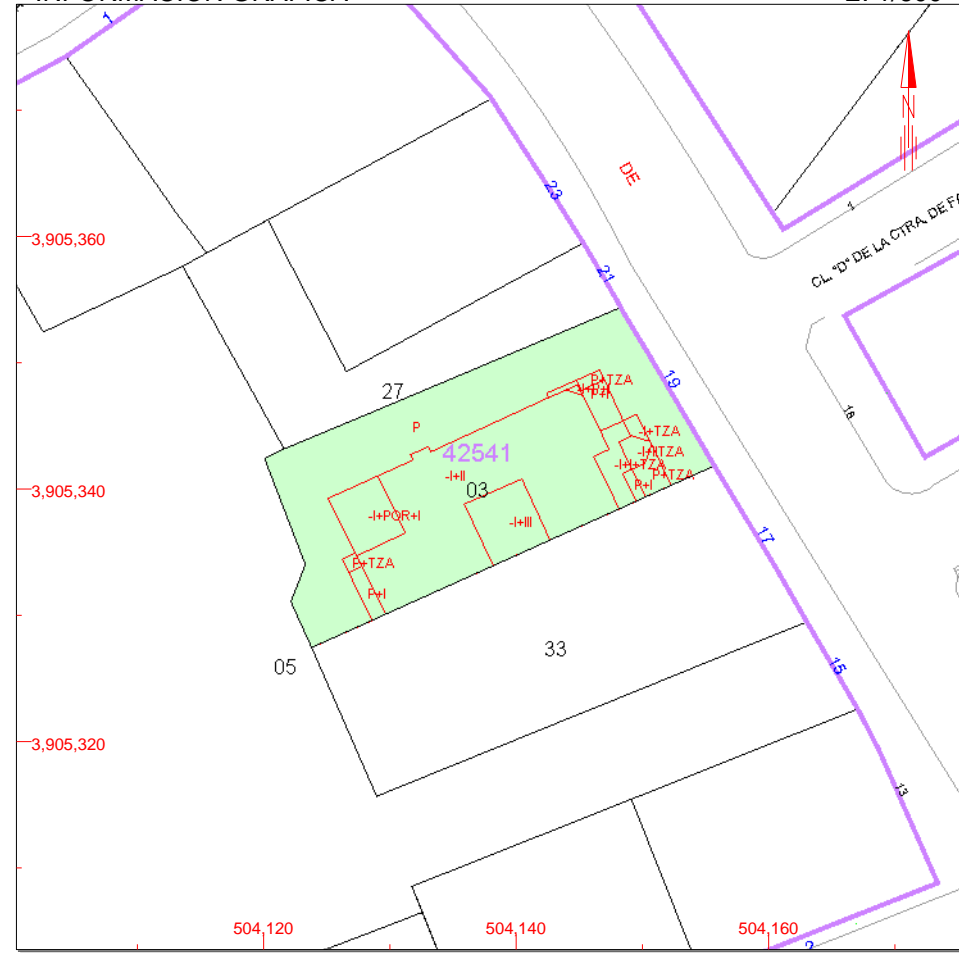 1
23
DE
1
CL. "D" DE LA CTRA. DE FA
3,905,360
21
27
19
18
P
P+TZA
42541
-I+TZA
-I+II
-I+I+TZA
P+TZA
03
P+I
3,905,340
-I+POR+I
-I+III
17
P+TZA
P+I
33
05
15
3,905,320
13
504,120
504,140
504,160
2
N